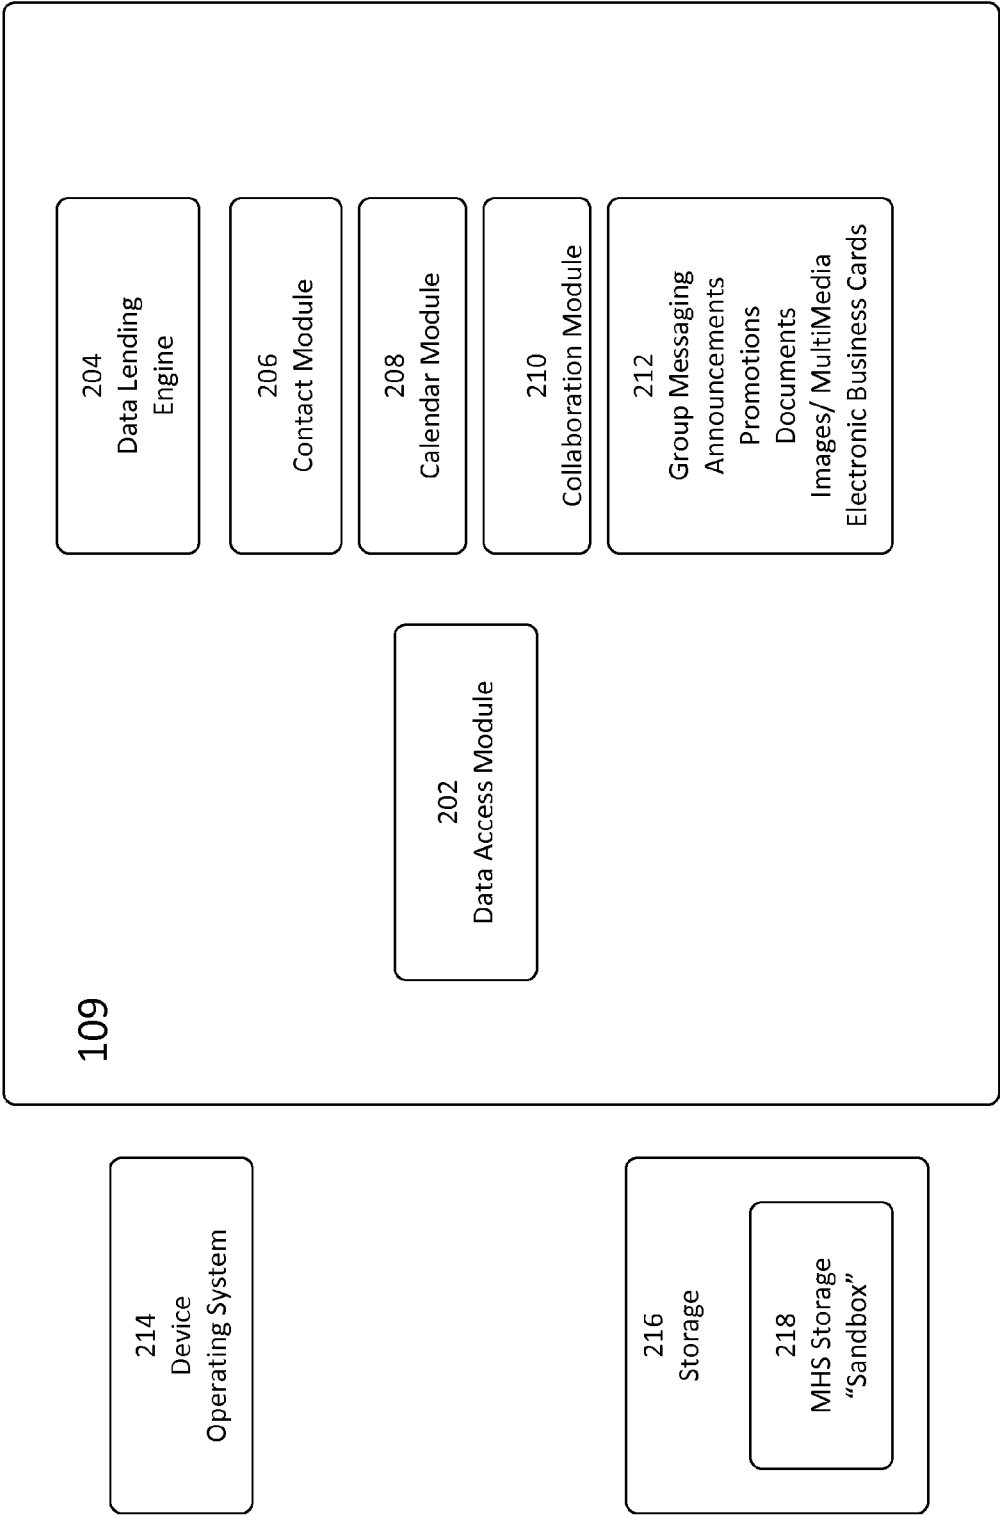 109
204
Data Lending
Engine
206
Contact Module
208
Calendar Module
210
Collaboration Module
212
Group Messaging
Announcements
Promotions
Documents
Images/ MultiMedia
Electronic Business Cards
202
Data Access Module
214
Device
Operating System
216
Storage
218
MHS Storage
“Sandbox”